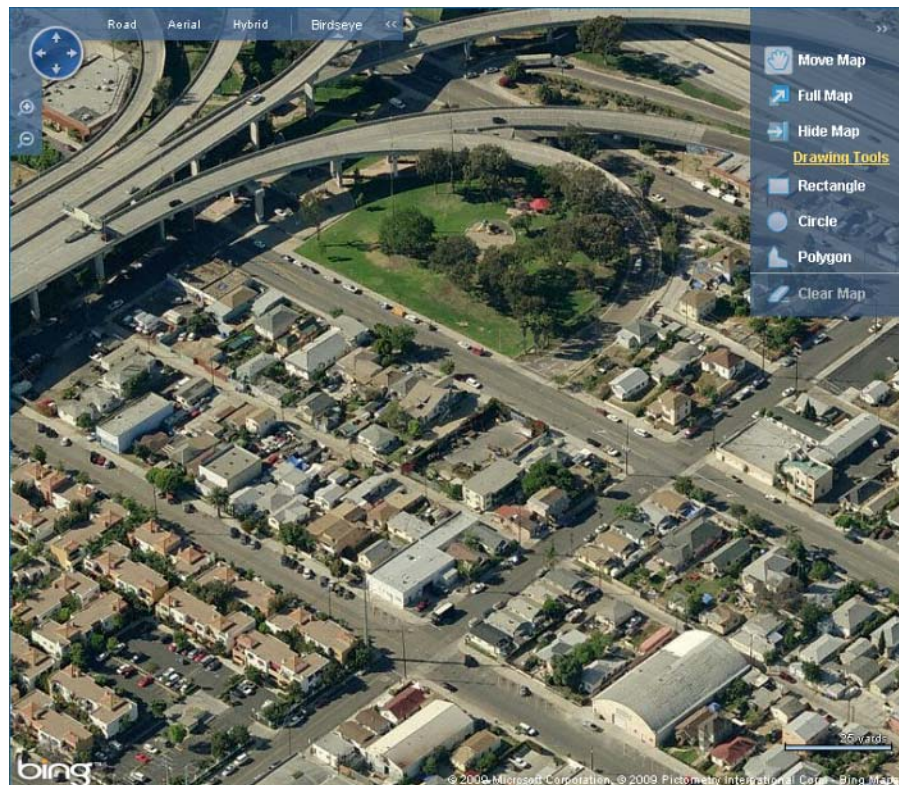 Road Aerial Hybrid Birdseye <<
>>
Move Map
Full Map
Hide Map
Drawing Tools
Rectangle
Circle
Polygon
Clear Map
25 yards
bing™
© 2009 Microsoft Corporation, © 2009 Pictometry International Corp - Bing Maps